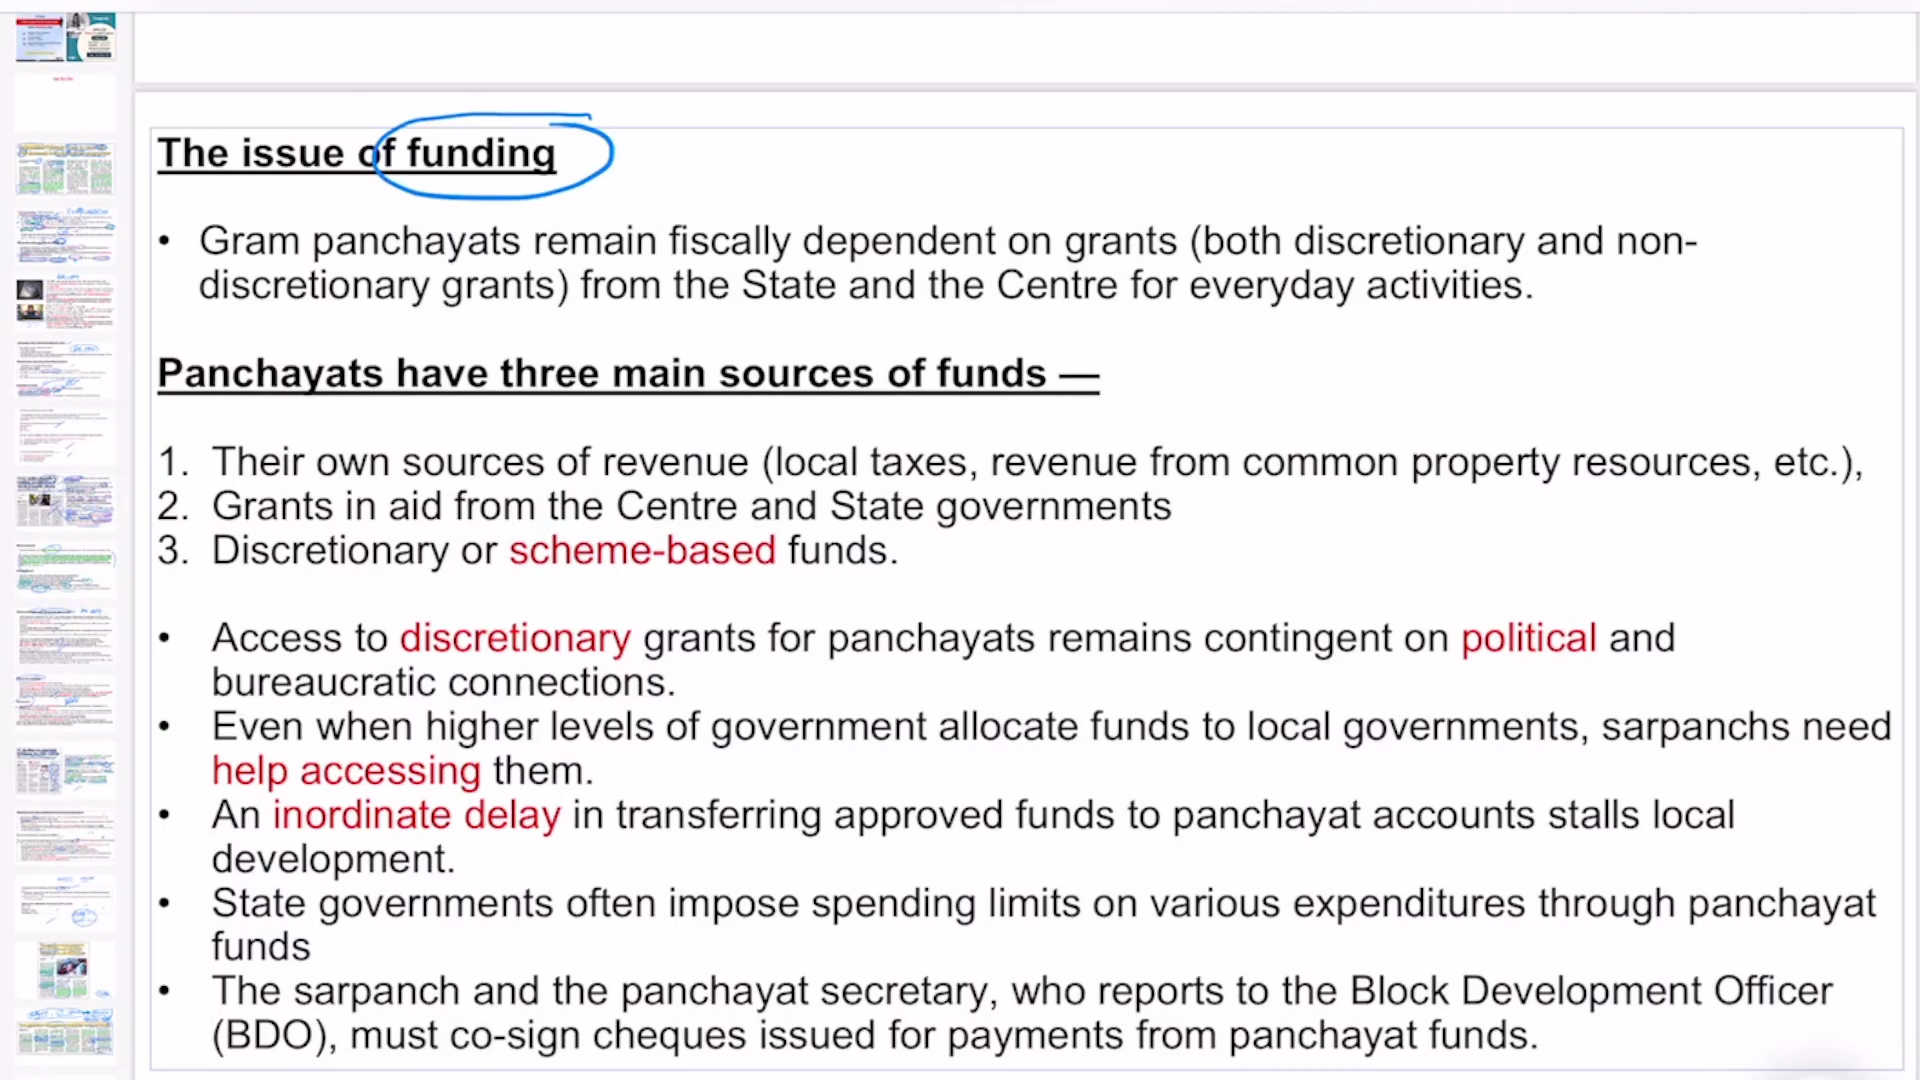 The issue of funding
• Gram panchayats remain fiscally dependent on grants (both discretionary and non-
discretionary grants) from the State and the Centre for everyday activities.
Panchayats have three main sources of funds —
1. Their own sources of revenue (local taxes, revenue from common property resources, etc.),
2. Grants in aid from the Centre and State governments
3. Discretionary or scheme-based funds.
• Access to discretionary grants for panchayats remains contingent on political and
bureaucratic connections.
• Even when higher levels of government allocate funds to local governments, sarpanchs need
help accessing them.
• An inordinate delay in transferring approved funds to panchayat accounts stalls local
development.
• State governments often impose spending limits on various expenditures through panchayat
funds
• The sarpanch and the panchayat secretary, who reports to the Block Development Officer
(BDO), must co-sign cheques issued for payments from panchayat funds.